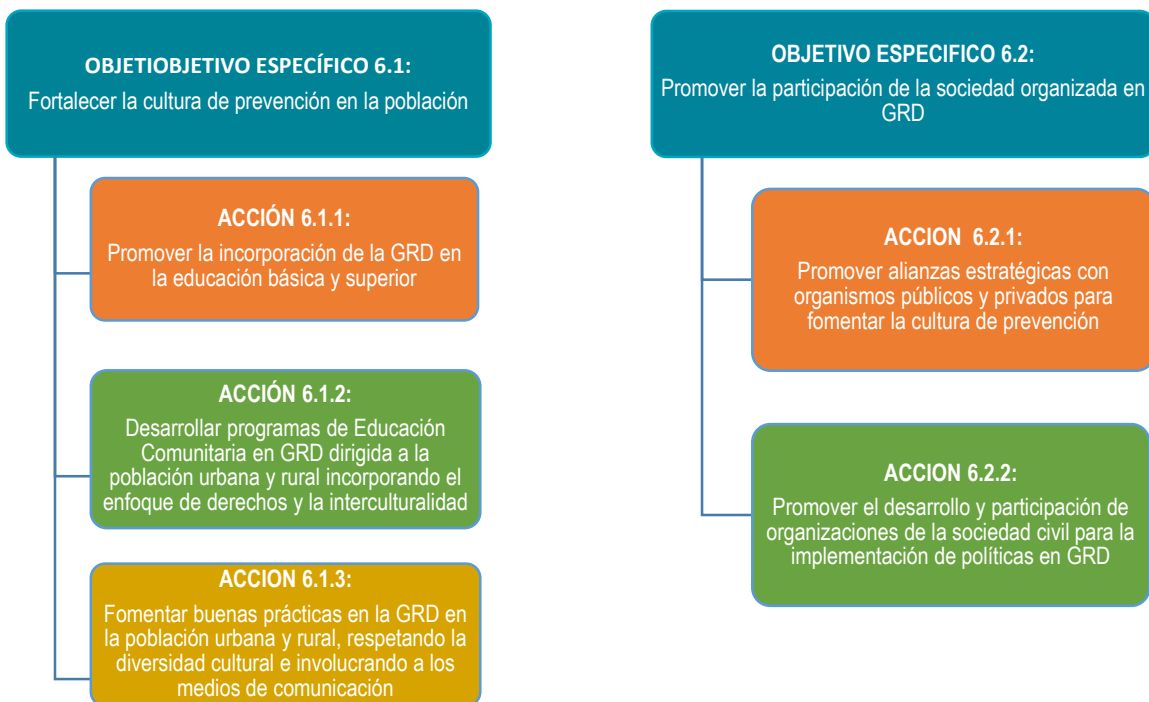 OBJETIOBJETIVO ESPECÍFICO 6.1:
Fortalecer la cultura de prevención en la población
ACCIÓN 6.1.1:
Promover la incorporación de la GRD en
la educación básica y superior
ACCIÓN 6.1.2:
Desarrollar programas de Educación
Comunitaria en GRD dirigida a la
población urbana y rural incorporando el
enfoque de derechos y la interculturalidad
ACCION 6.1.3:
Fomentar buenas prácticas en la GRD en
la población urbana y rural, respetando la
diversidad cultural e involucrando a los
medios de comunicación
OBJETIVO ESPECIFICO 6.2:
Promover la participación de la sociedad organizada en
GRD
ACCION 6.2.1:
Promover alianzas estratégicas con
organismos públicos y privados para
fomentar la cultura de prevención
ACCION 6.2.2:
Promover el desarrollo y participación de
organizaciones de la sociedad civil para la
implementación de políticas en GRD